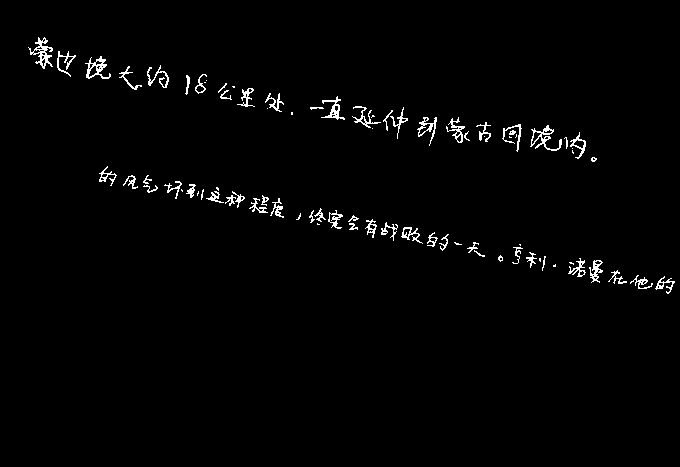 蒙边境大约18公里处,一直延伸到蒙古国境内。
的风气坏到这种程度,终究会有战败的一天。亨利·诺曼在他的